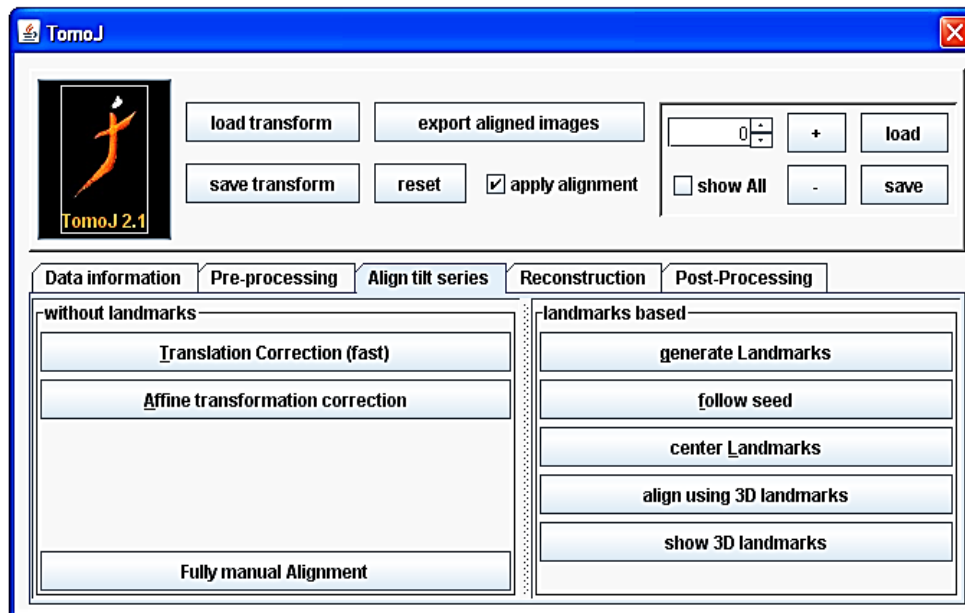 TomoJ
load transform
export aligned images
0
+
load
save transform
reset
apply alignment
show All
-
save
TomoJ 2.1
Data information
Pre-processing
Align tilt series
Reconstruction
Post-Processing
without landmarks
Translation Correction (fast)
Affine transformation correction
Fully manual Alignment
landmarks based
generate Landmarks
follow seed
center Landmarks
align using 3D landmarks
show 3D landmarks